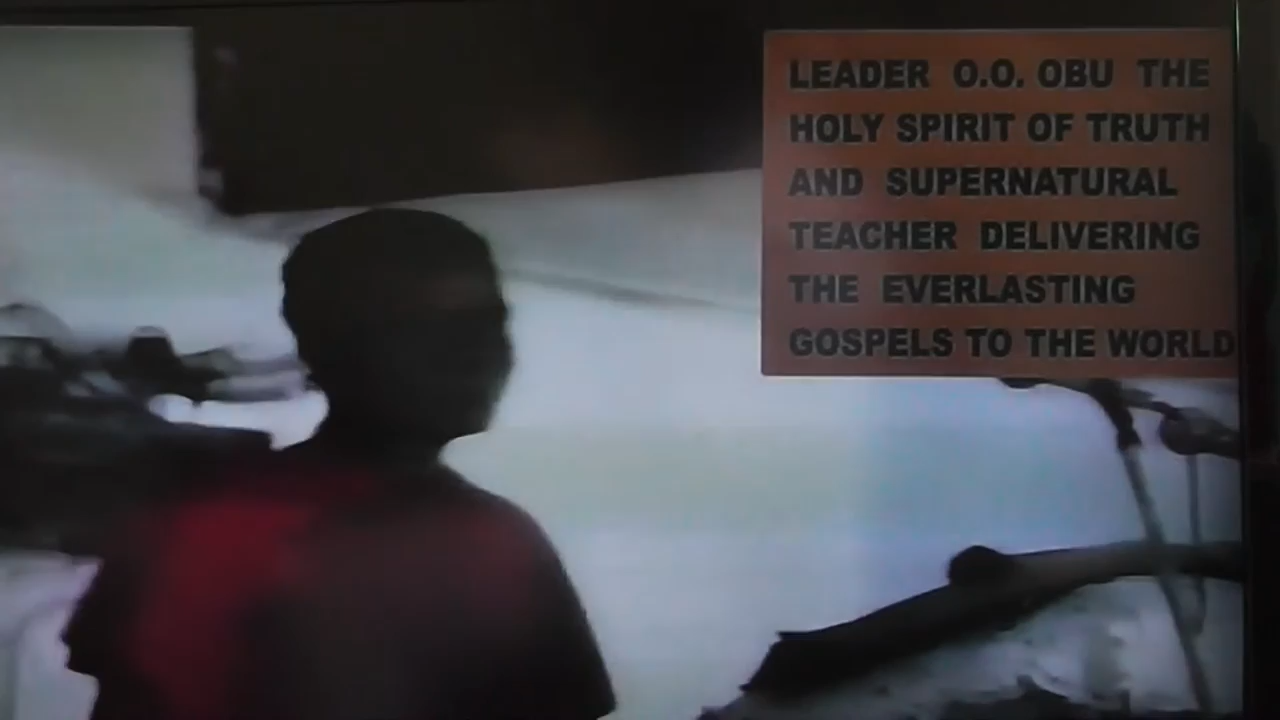 LEADER O.O. OBU THE
HOLY SPIRIT OF TRUTH
AND SUPERNATURAL
TEACHER DELIVERING
THE EVERLASTING
GOSPELS TO THE WORLD